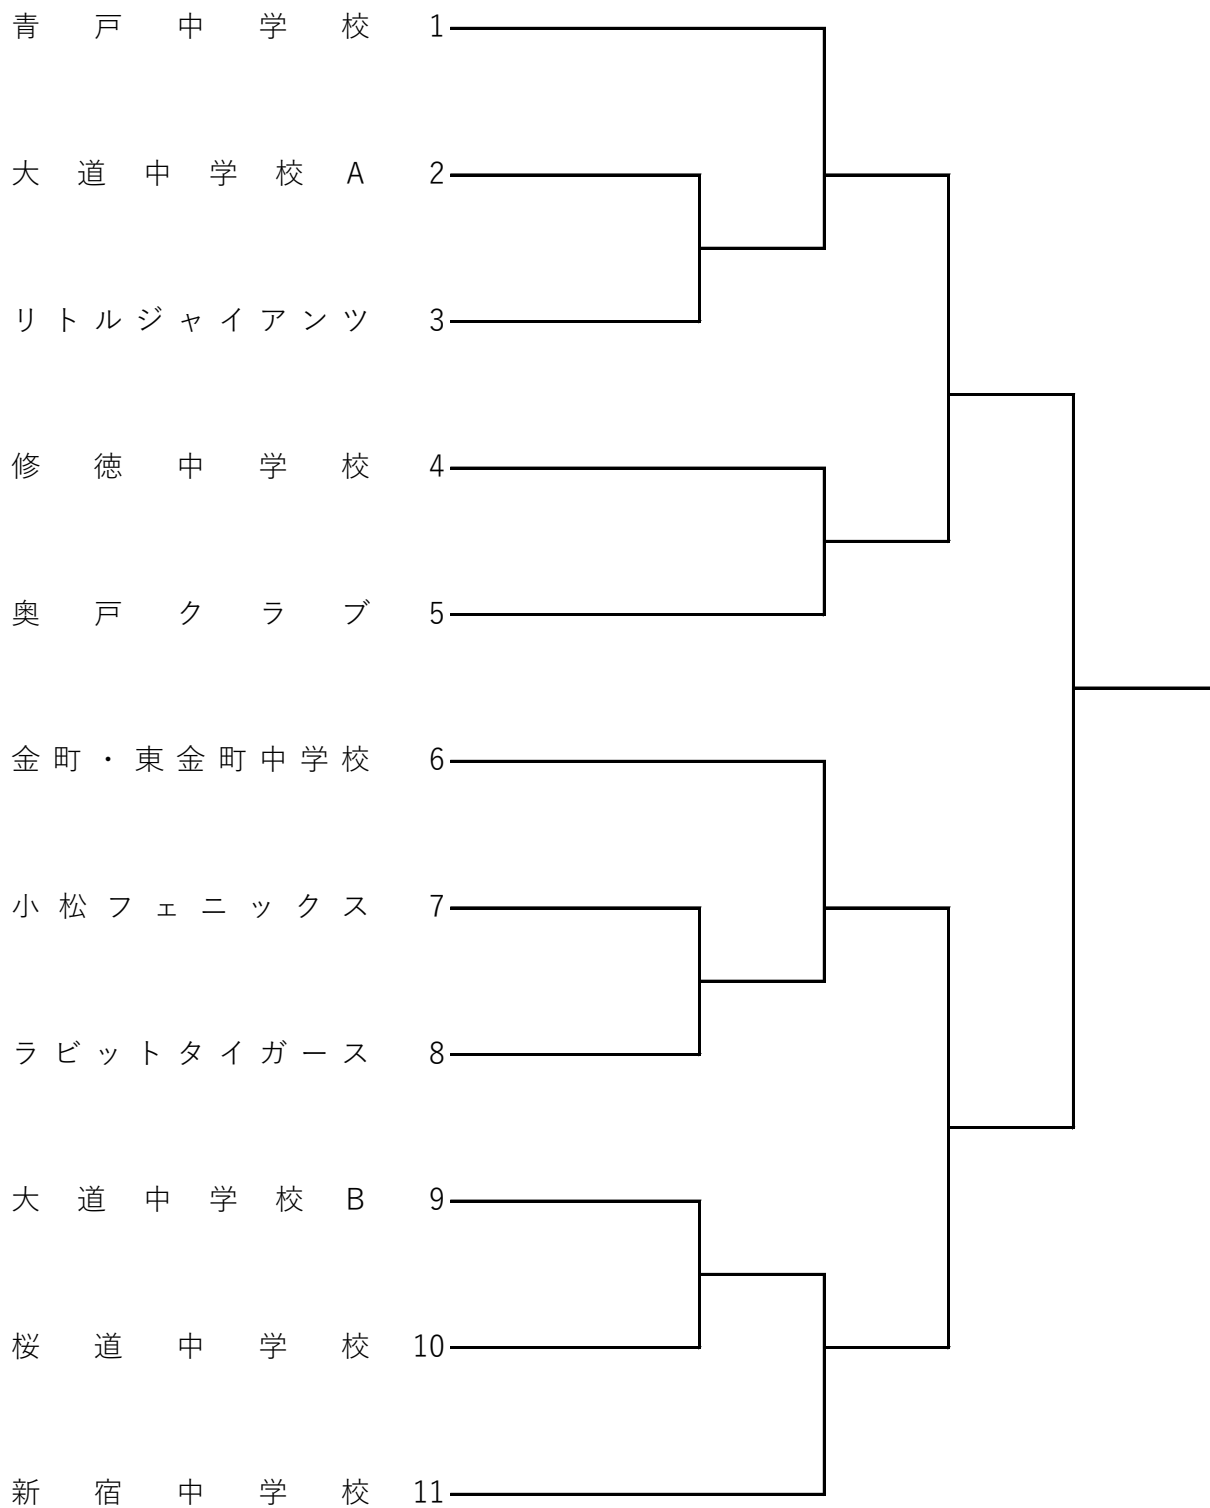 青戸中学校 1
大道中学校A 2
リトルジャイアンツ 3
修徳中学校 4
奥戸クラブ 5
金町・東金町中学校 6
小松フェニックス 7
ラビットタイガース 8
大道中学校B 9
桜道中学校 10
新宿中学校 11